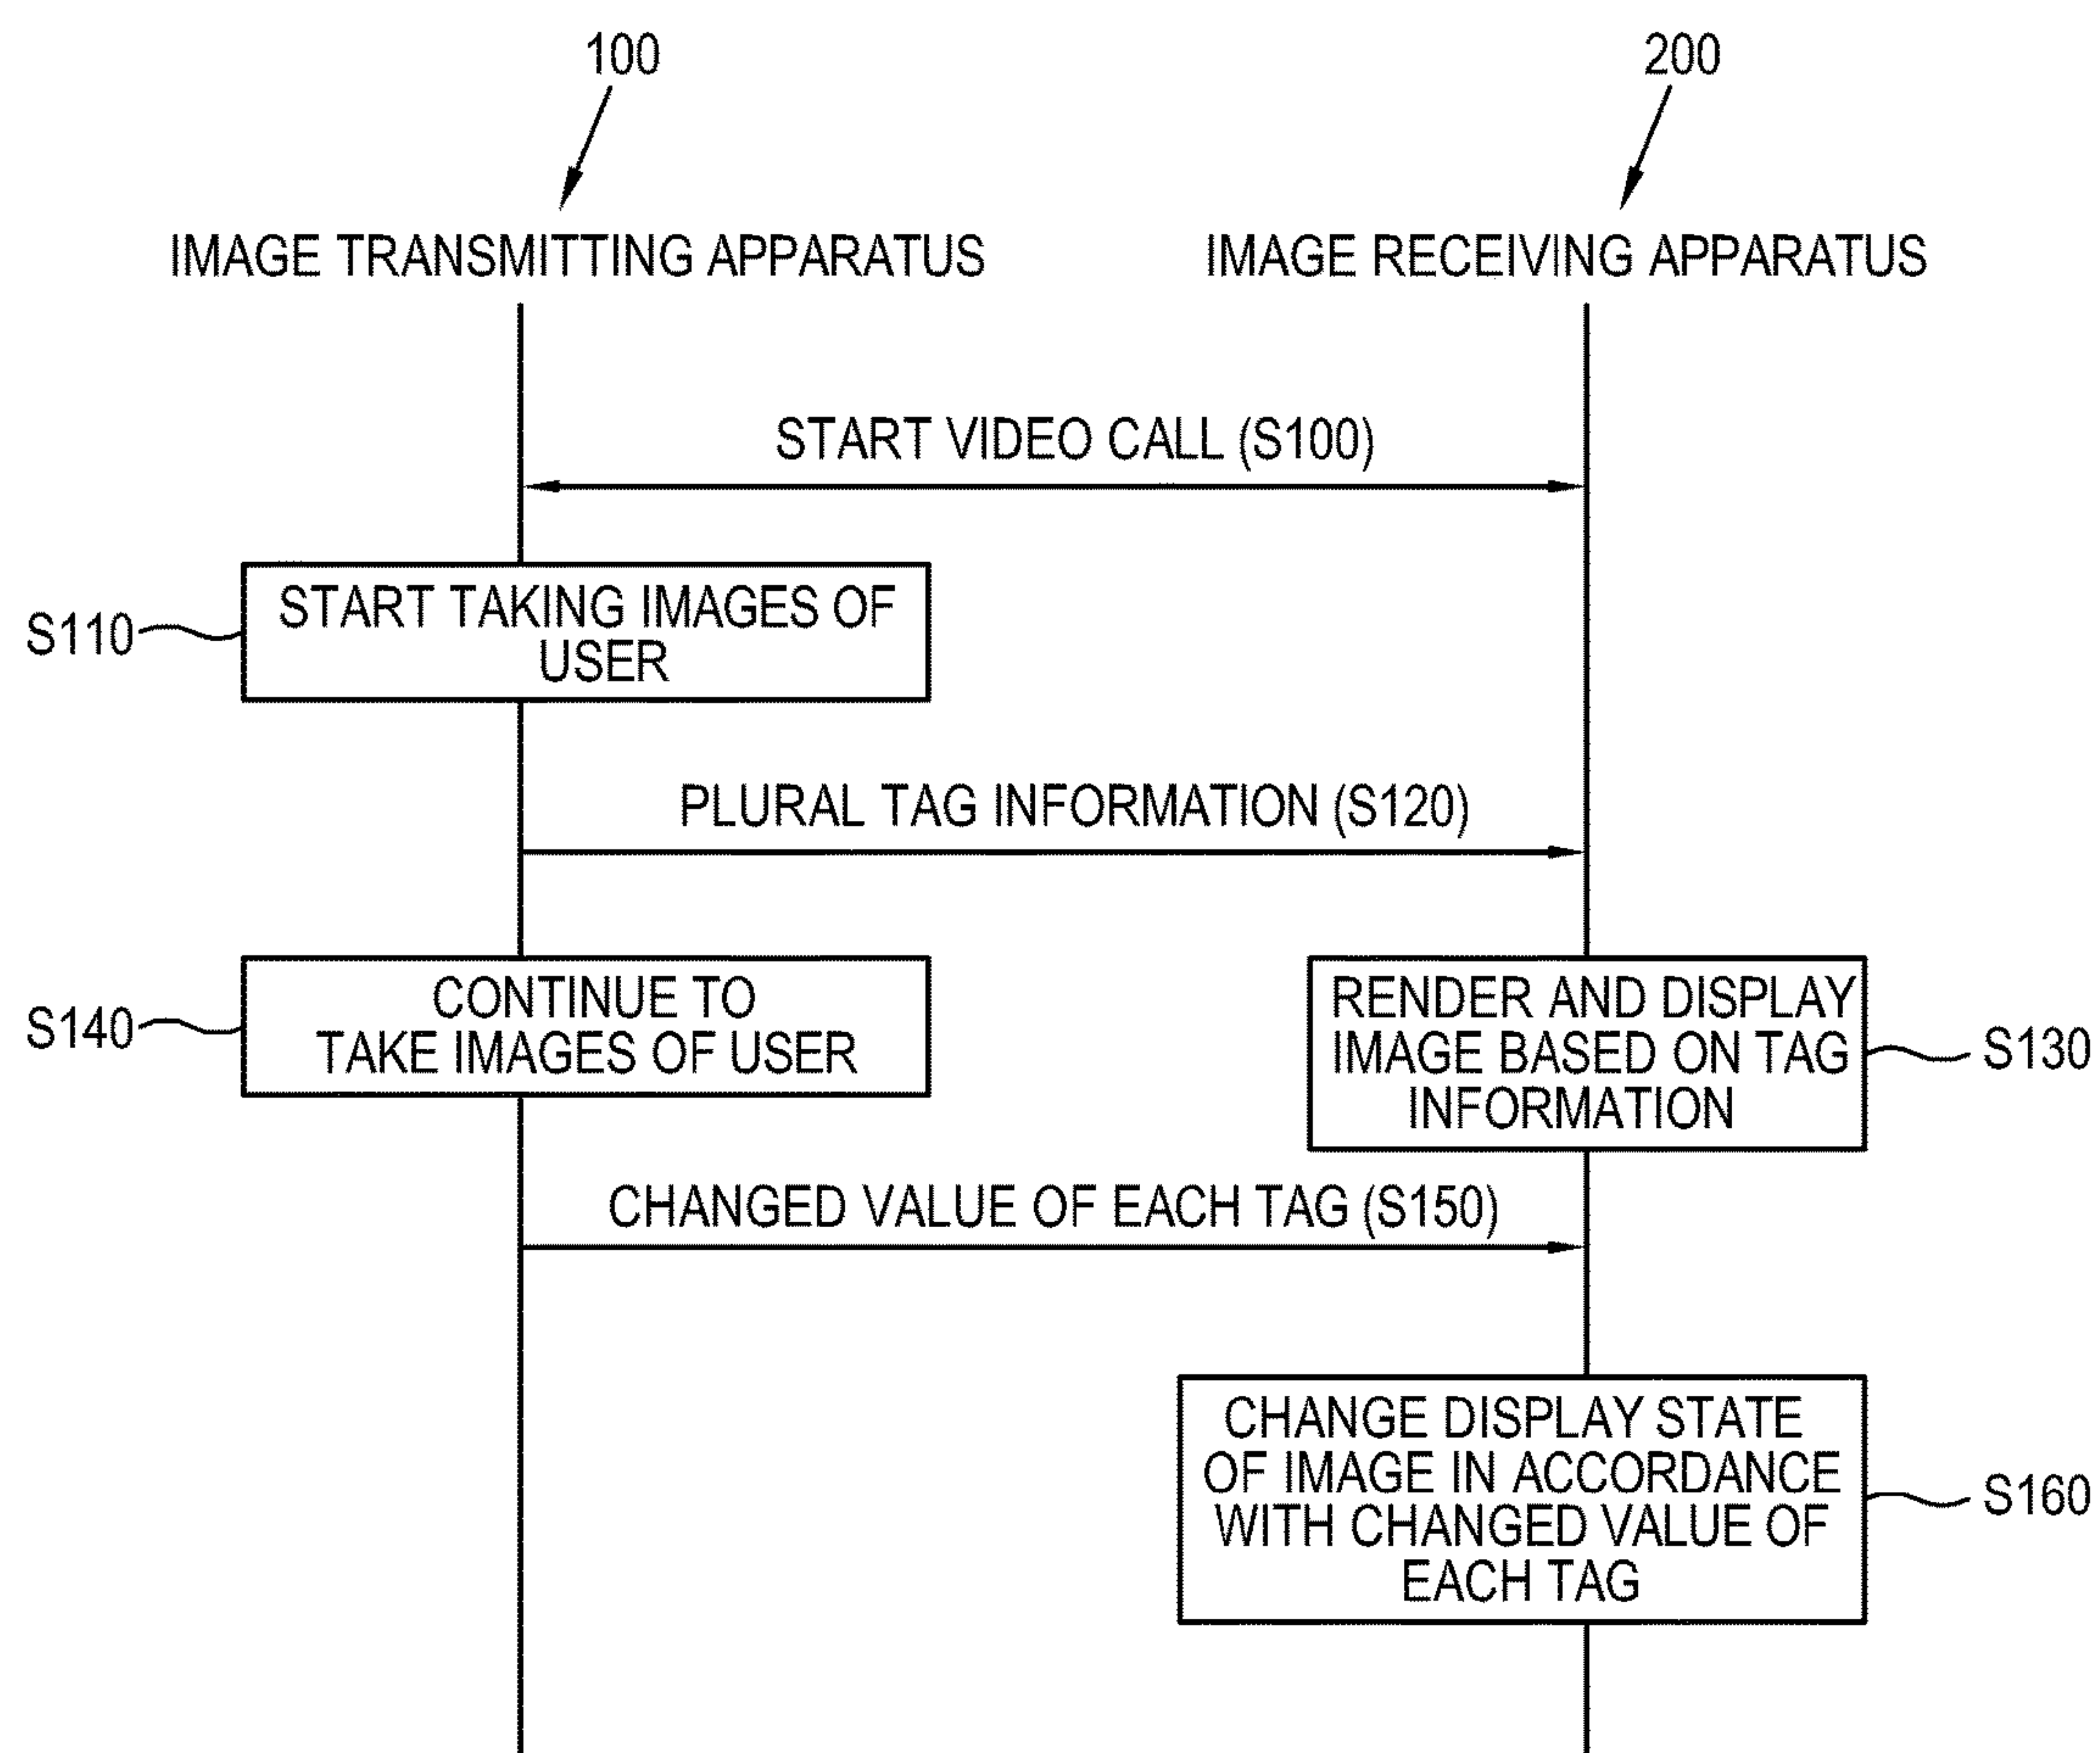 100
200
IMAGE TRANSMITTING APPARATUS
IMAGE RECEIVING APPARATUS
START VIDEO CALL (S100)
START TAKING IMAGES OF
USER
S110
PLURAL TAG INFORMATION (S120)
CONTINUE TO
TAKE IMAGES OF USER
S140
RENDER AND DISPLAY
IMAGE BASED ON TAG
INFORMATION
S130
CHANGED VALUE OF EACH TAG (S150)
CHANGE DISPLAY STATE
OF IMAGE IN ACCORDANCE
WITH CHANGED VALUE OF
EACH TAG
S160